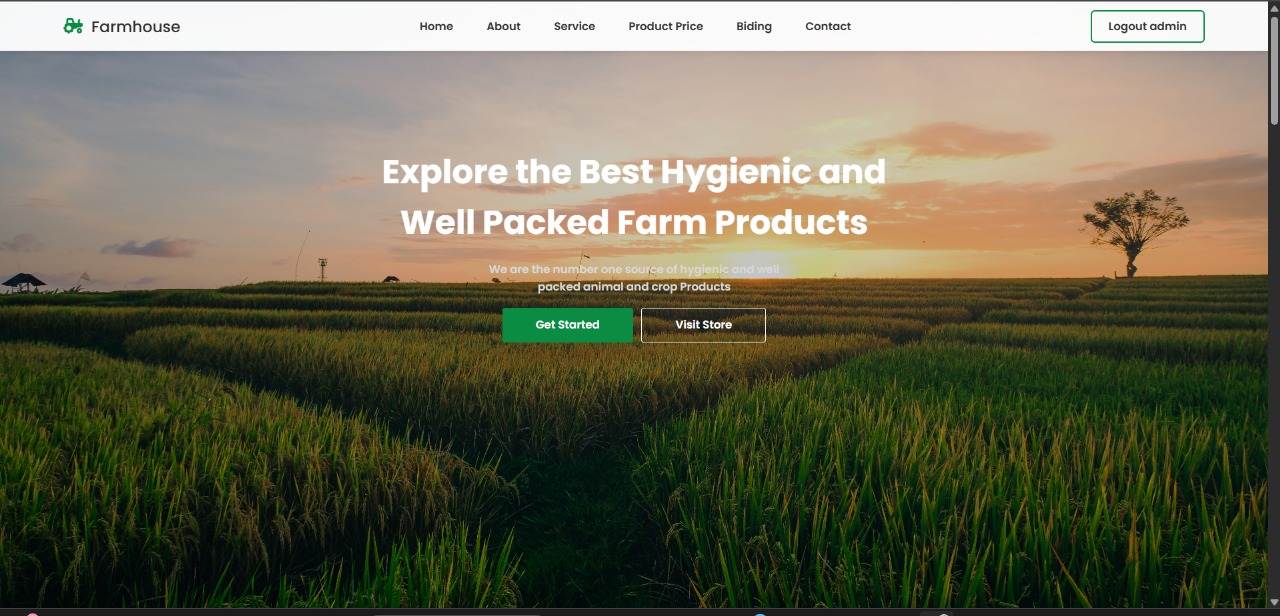 Farmhouse
Home About Service Product Price Biding Contact
Logout admin
Explore the Best Hygienic and
Well Packed Farm Products
We are the number one source of hygienic and well
packed animal and crop Products
Get Started Visit Store